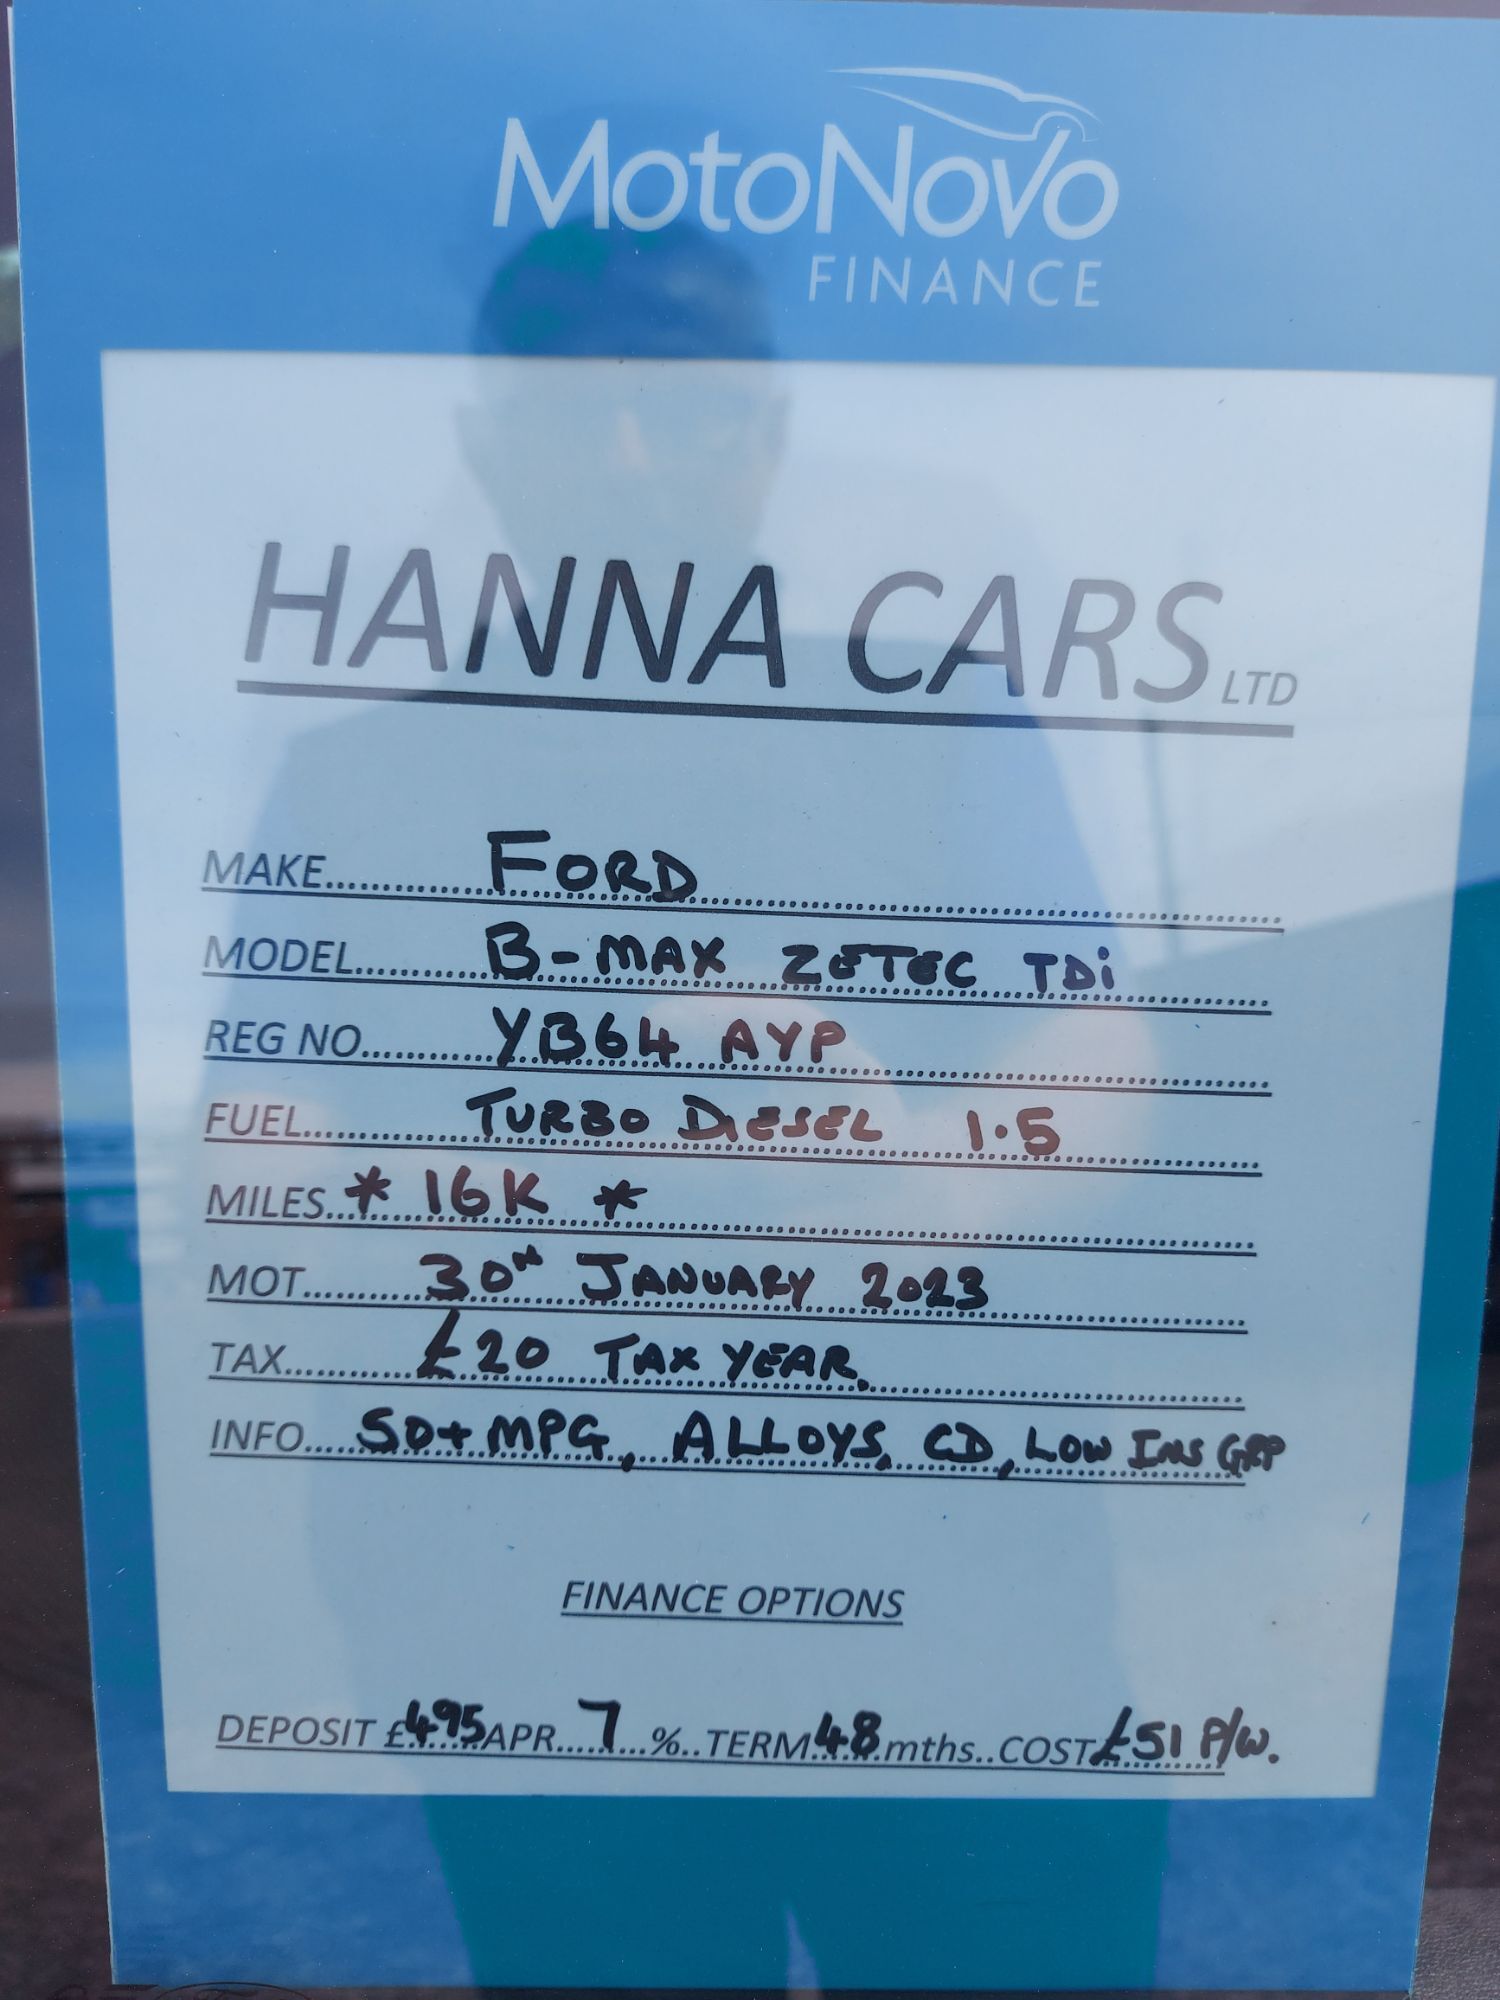 MotoNovo
FINANCE
HANNA CARS LTD
MAKE............FORD............
MODEL............B-MAX ZETEC TDi............
REG NO............YB64 AYP............
FUEL............TURBO DIESEL 1.5............
MILES...* 16K *............
MOT............30th JANUARY 2023............
TAX............£20 TAX YEAR.............
INFO......50+ MPG, ALLOYS, CD, LOW INS GRP
FINANCE OPTIONS
DEPOSIT £495 APR....7...%..TERM 48 mths..COST £51 P/W.